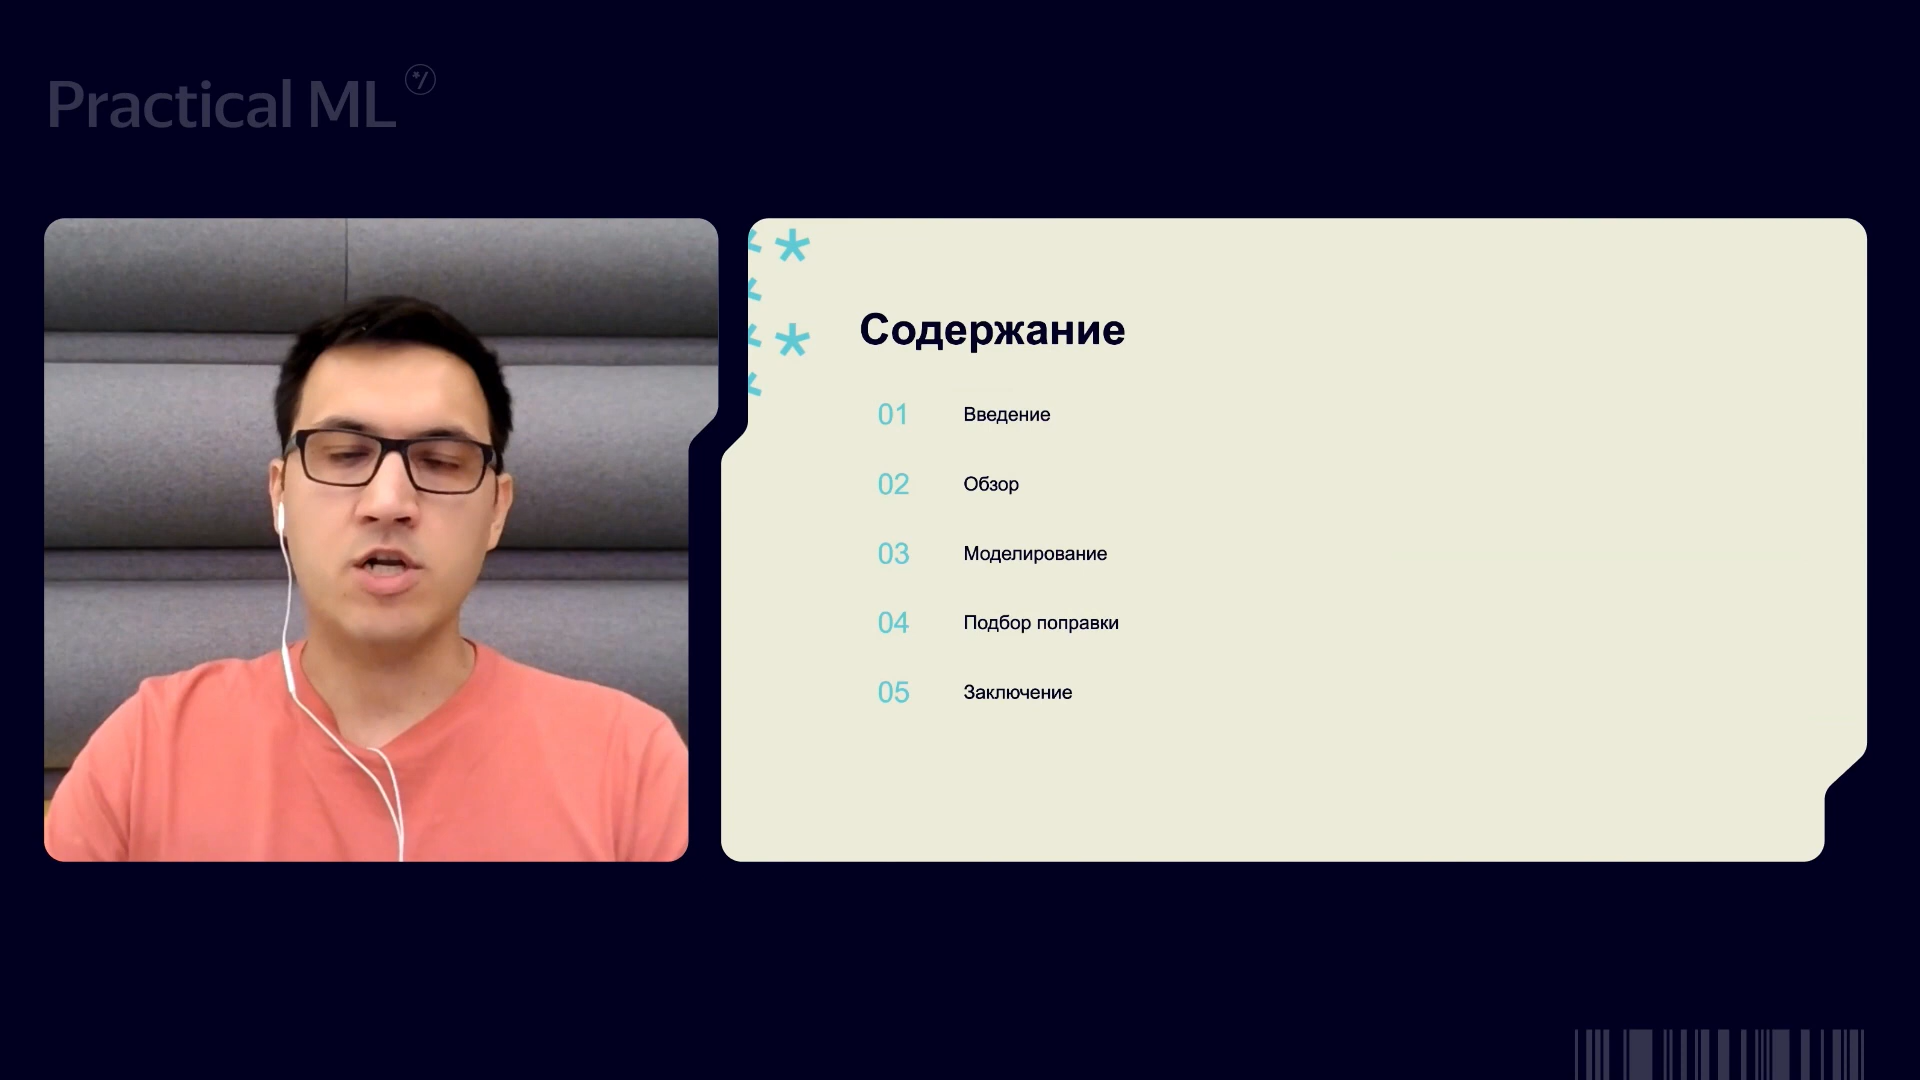 Practical ML
Содержание
01 Введение
02 Обзор
03 Моделирование
04 Подбор поправки
05 Заключение